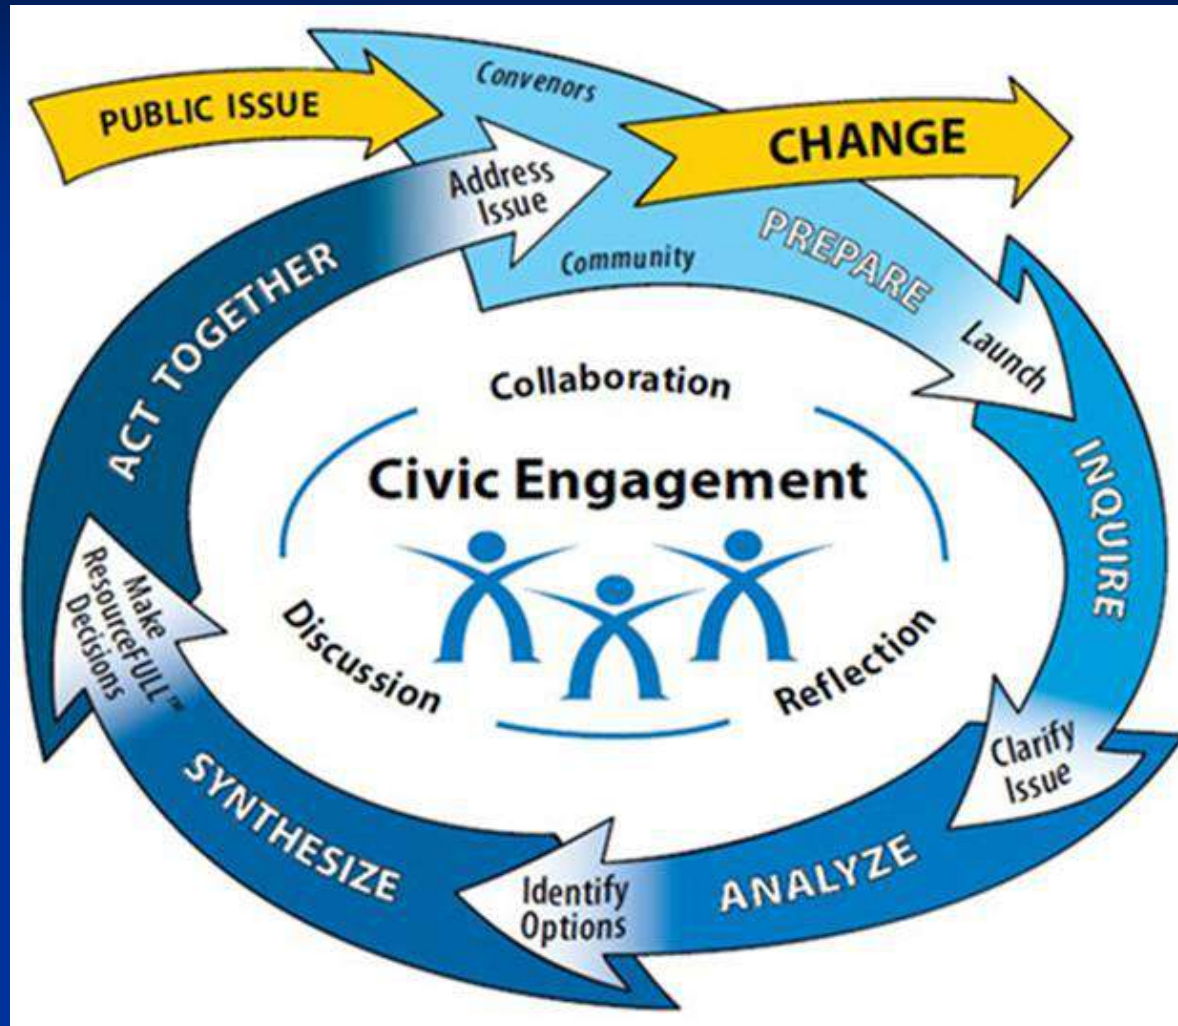 PUBLIC ISSUE
Convenors
CHANGE
Address
Issue
Community
PREPARE
Launch
INQUIRE
Clarify
Issue
ANALYZE
Identify
Options
SYNTHESIZE
Make
ResourceFULL™
Decisions
ACT TOGETHER
Collaboration
Civic Engagement
Discussion
Reflection